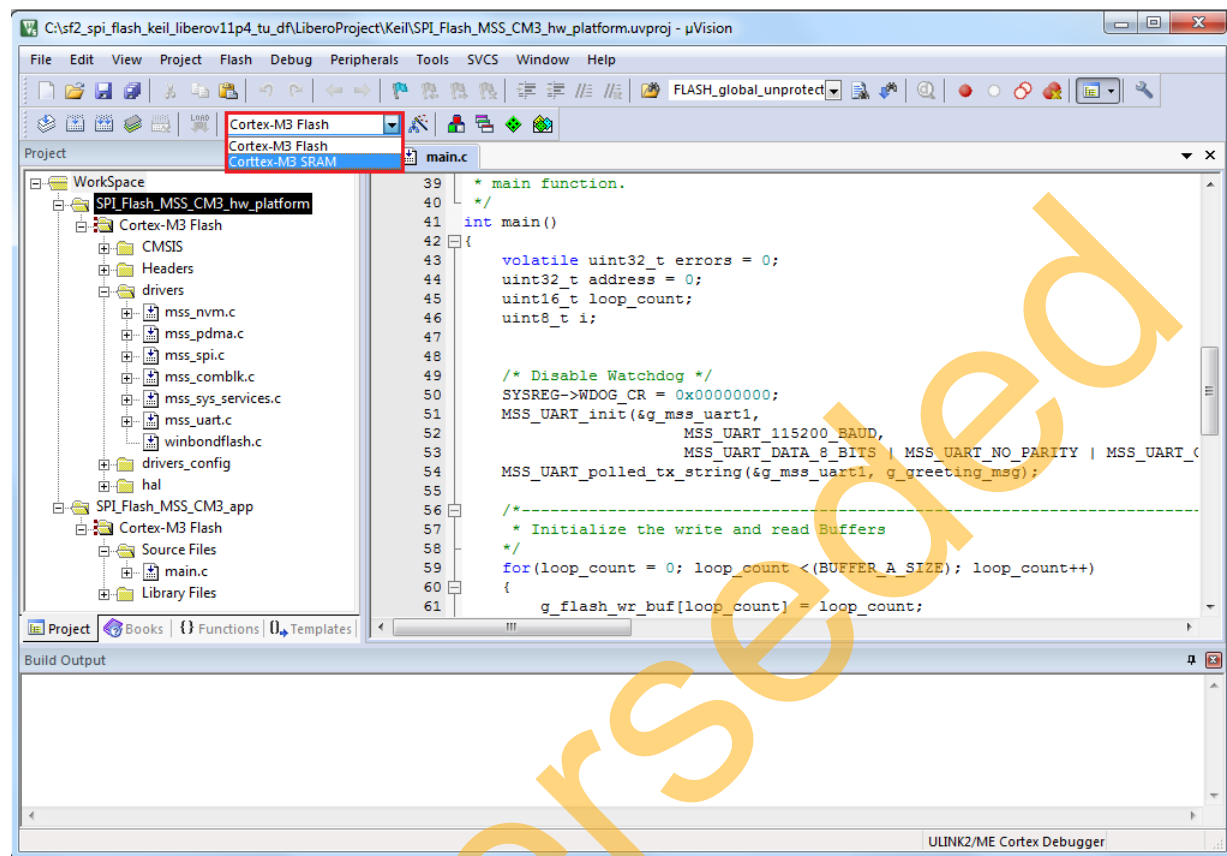 C:\sf2_spi_flash_keil_liberov11p4_tu_df\LiberoProject\Keil\SPI_Flash_MSS_CM3_hw_platform.uvproj - µVision
File Edit View Project Flash Debug Peripherals Tools SVCS Window Help
FLASH_global_unprotect
LOAD Cortex-M3 Flash
Cortex-M3 Flash
Corttex-M3 SRAM
Project
main.c
WorkSpace
SPI_Flash_MSS_CM3_hw_platform
Cortex-M3 Flash
CMSIS
Headers
drivers
mss_nvm.c
mss_pdma.c
mss_spi.c
mss_comblk.c
mss_sys_services.c
mss_uart.c
winbondflash.c
drivers_config
hal
SPI_Flash_MSS_CM3_app
Cortex-M3 Flash
Source Files
main.c
Library Files
Project Books {} Functions 0 Templates
39 * main function.
40 */
41 int main()
42 {
43 volatile uint32_t errors = 0;
44 uint32_t address = 0;
45 uint16_t loop_count;
46 uint8_t i;
47
48
49 /* Disable Watchdog */
50 SYSREG->WDOG_CR = 0x00000000;
51 MSS_UART_init(&g_mss_uart1,
52 MSS_UART_115200_BAUD,
53 MSS_UART_DATA_8_BITS | MSS_UART_NO_PARITY | MSS_UART_
54 MSS_UART_polled_tx_string(&g_mss_uart1, g_greeting_msg);
55
56 /*--------------------------------------------------------------------------
57 * Initialize the write and read Buffers
58 */
59 for(loop_count = 0; loop_count <(BUFFER_A_SIZE); loop_count++)
60 {
61 g_flash_wr_buf[loop_count] = loop_count;
Build Output
ULINK2/ME Cortex Debugger
erseded